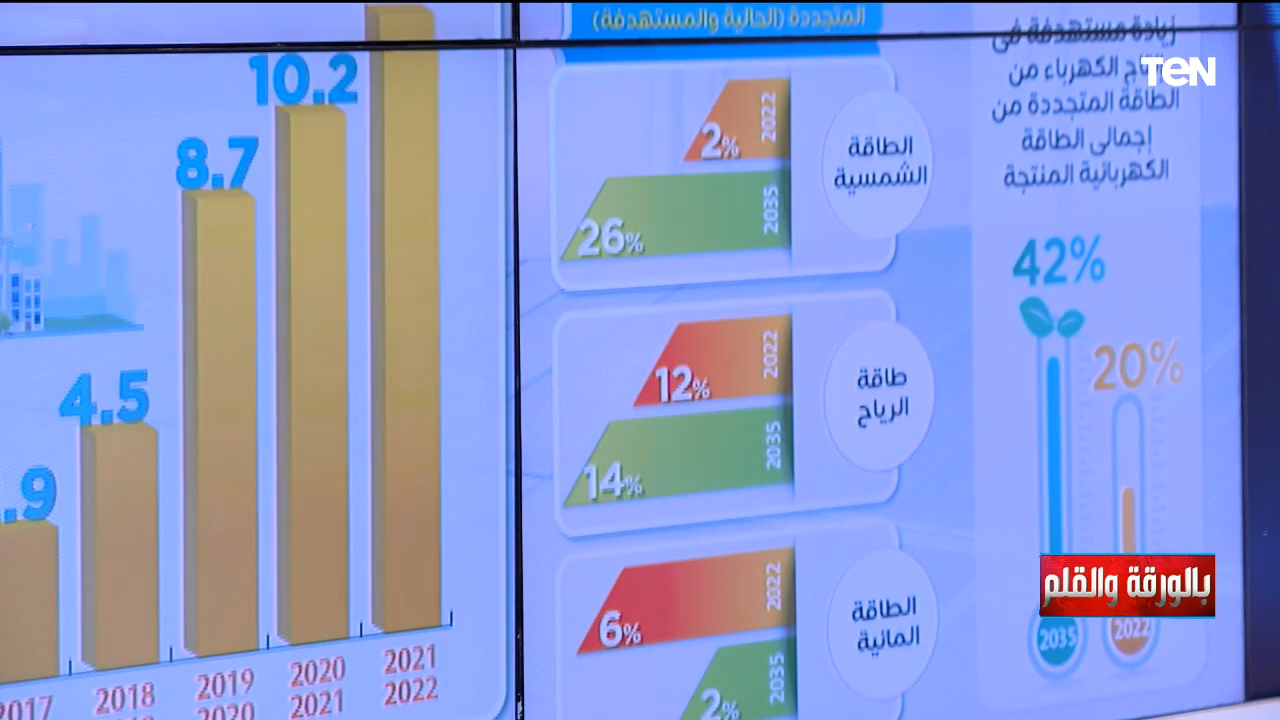 TEN
المتجددة (الحالية والمستهدفة)
زيادة مستهدفة فى
الكهرباء من
الطاقة المتجددة من
إجمالى الطاقة
الكهربائية المنتجة
42%
20%
2035
2022
الطاقة
الشمسية
2022
2%
2035
26%
طاقة
الرياح
2022
12%
2035
14%
الطاقة
المائية
2022
6%
2035
2%
.9
4.5
8.7
10.2
2017
2018
2019
2020
2020
2021
2021
2022
بالورقة والقلم